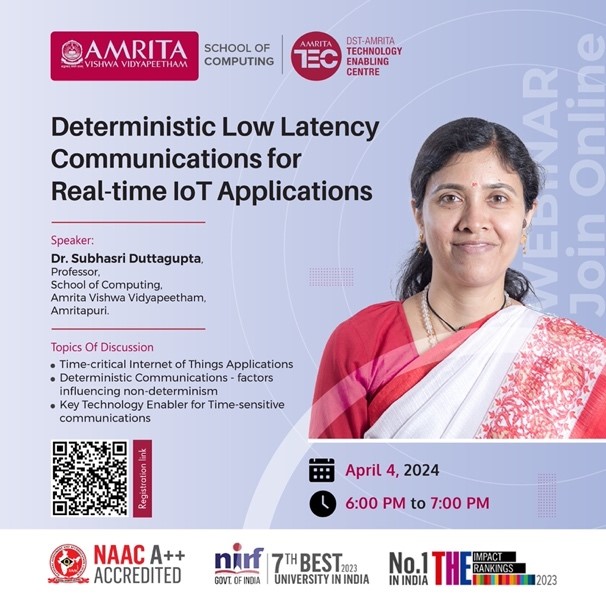 AMRITA
VISHWA VIDYAPEETHAM
SCHOOL OF
COMPUTING
AMRITA
TEC
DST-AMRITA
TECHNOLOGY
ENABLING
CENTRE
WEBINAR
Join Online
Deterministic Low Latency
Communications for
Real-time IoT Applications
Speaker:
Dr. Subhasri Duttagupta,
Professor,
School of Computing,
Amrita Vishwa Vidyapeetham,
Amritapuri.
Topics Of Discussion
• Time-critical Internet of Things Applications
• Deterministic Communications - factors
influencing non-determinism
• Key Technology Enabler for Time-sensitive
communications
Registration link
April 4, 2024
6:00 PM to 7:00 PM
NAAC A++
ACCREDITED
nirf
GOVT. OF INDIA
7TH BEST 2023
UNIVERSITY IN INDIA
No.1
IN INDIA
THE
IMPACT
RANKINGS
2023